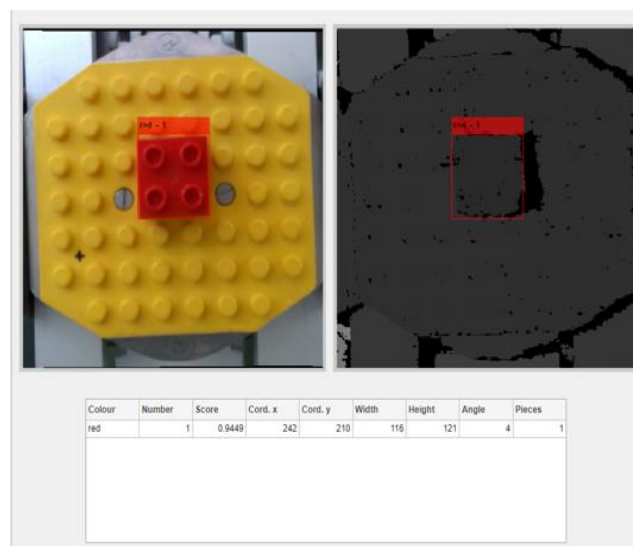 red - 1
red - 1
Colour Number Score Cord. x Cord. y Width Height Angle Pieces
red 1 0.9449 242 210 116 121 4 1